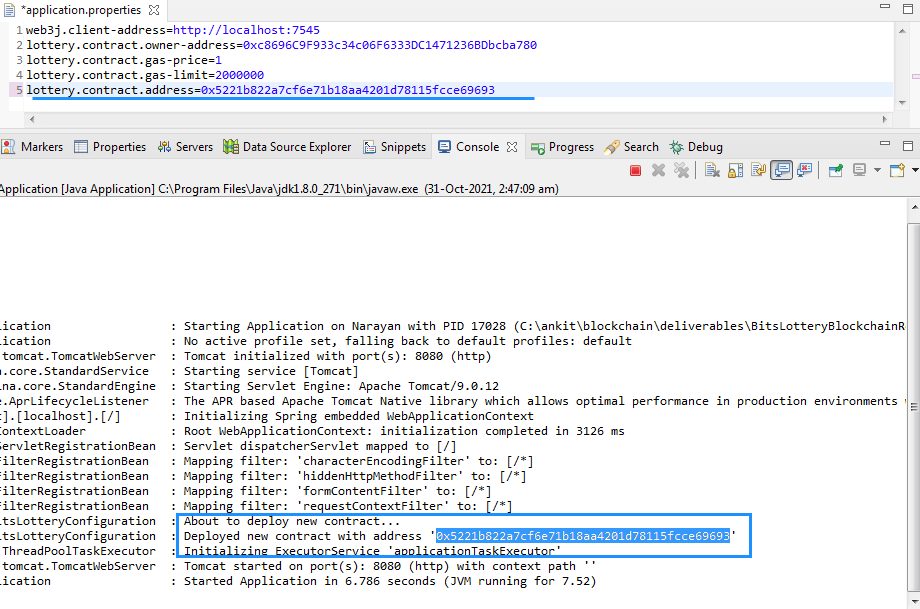 *application.properties
1 web3j.client-address=http://localhost:7545
2 lottery.contract.owner-address=0xc8696C9F933c34c06F6333DC1471236BDbcba780
3 lottery.contract.gas-price=1
4 lottery.contract.gas-limit=2000000
5 lottery.contract.address=0x5221b822a7cf6e71b18aa4201d78115fcce69693
Markers Properties Servers Data Source Explorer Snippets Console Progress Search Debug
Application [Java Application] C:\Program Files\Java\jdk1.8.0_271\bin\javaw.exe (31-Oct-2021, 2:47:09 am)
lication : Starting Application on Narayan with PID 17028 (C:\ankit\blockchain\deliverables\BitsLotteryBlockchainR
lication : No active profile set, falling back to default profiles: default
tomcat.TomcatWebServer : Tomcat initialized with port(s): 8080 (http)
a.core.StandardService : Starting service [Tomcat]
na.core.StandardEngine : Starting Servlet Engine: Apache Tomcat/9.0.12
e.AprLifecycleListener : The APR based Apache Tomcat Native library which allows optimal performance in production environments
t].[localhost].[/] : Initializing Spring embedded WebApplicationContext
ContextLoader : Root WebApplicationContext: initialization completed in 3126 ms
ServletRegistrationBean : Servlet dispatcherServlet mapped to [/]
FilterRegistrationBean : Mapping filter: 'characterEncodingFilter' to: [/*]
FilterRegistrationBean : Mapping filter: 'hiddenHttpMethodFilter' to: [/*]
FilterRegistrationBean : Mapping filter: 'formContentFilter' to: [/*]
FilterRegistrationBean : Mapping filter: 'requestContextFilter' to: [/*]
itsLotteryConfiguration : About to deploy new contract...
itsLotteryConfiguration : Deployed new contract with address '0x5221b822a7cf6e71b18aa4201d78115fcce69693'
ThreadPoolTaskExecutor : Initializing ExecutorService 'applicationTaskExecutor'
tomcat.TomcatWebServer : Tomcat started on port(s): 8080 (http) with context path ''
lication : Started Application in 6.786 seconds (JVM running for 7.52)